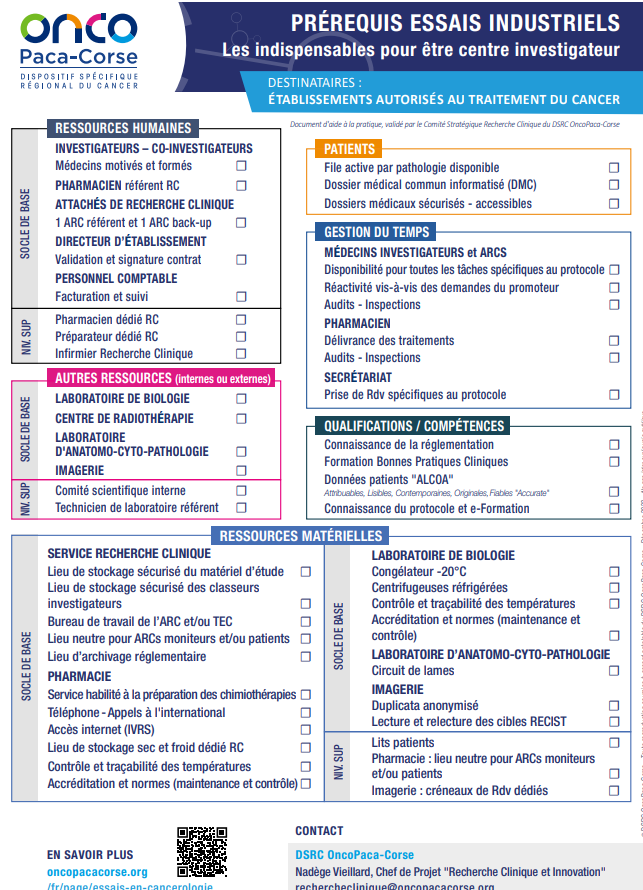 onco
Paca-Corse
DISPOSITIF SPÉCIFIQUE
RÉGIONAL DU CANCER
PRÉREQUIS ESSAIS INDUSTRIELS
Les indispensables pour être centre investigateur
DESTINATAIRES :
ÉTABLISSEMENTS AUTORISÉS AU TRAITEMENT DU CANCER
Document d'aide à la pratique, validé par le Comité Stratégique Recherche Clinique du DSRC OncoPaca-Corse
RESSOURCES HUMAINES
SOCLE DE BASE
INVESTIGATEURS – CO-INVESTIGATEURS
Médecins motivés et formés
PHARMACIEN référent RC
ATTACHÉS DE RECHERCHE CLINIQUE
1 ARC référent et 1 ARC back-up
DIRECTEUR D'ÉTABLISSEMENT
Validation et signature contrat
PERSONNEL COMPTABLE
Facturation et suivi
NIV. SUP
Pharmacien dédié RC
Préparateur dédié RC
Infirmier Recherche Clinique
AUTRES RESSOURCES (internes ou externes)
SOCLE DE BASE
LABORATOIRE DE BIOLOGIE
CENTRE DE RADIOTHÉRAPIE
LABORATOIRE
D'ANATOMO-CYTO-PATHOLOGIE
IMAGERIE
NIV. SUP
Comité scientifique interne
Technicien de laboratoire référent
PATIENTS
File active par pathologie disponible
Dossier médical commun informatisé (DMC)
Dossiers médicaux sécurisés - accessibles
GESTION DU TEMPS
MÉDECINS INVESTIGATEURS et ARCS
Disponibilité pour toutes les tâches spécifiques au protocole
Réactivité vis-à-vis des demandes du promoteur
Audits - Inspections
PHARMACIEN
Délivrance des traitements
Audits - Inspections
SECRÉTARIAT
Prise de Rdv spécifiques au protocole
QUALIFICATIONS / COMPÉTENCES
Connaissance de la réglementation
Formation Bonnes Pratiques Cliniques
Données patients "ALCOA"
Attribuables, Lisibles, Contemporaines, Originales, Fiables "Accurate"
Connaissance du protocole et e-Formation
RESSOURCES MATÉRIELLES
SOCLE DE BASE
SERVICE RECHERCHE CLINIQUE
Lieu de stockage sécurisé du matériel d'étude
Lieu de stockage sécurisé des classeurs
investigateurs
Bureau de travail de l'ARC et/ou TEC
Lieu neutre pour ARCs moniteurs et/ou patients
Lieu d'archivage réglementaire
PHARMACIE
Service habilité à la préparation des chimiothérapies
Téléphone - Appels à l'international
Accès internet (IVRS)
Lieu de stockage sec et froid dédié RC
Contrôle et traçabilité des températures
Accréditation et normes (maintenance et contrôle)
SOCLE DE BASE
LABORATOIRE DE BIOLOGIE
Congélateur -20°C
Centrifugeuses réfrigérées
Contrôle et traçabilité des températures
Accréditation et normes (maintenance et
contrôle)
LABORATOIRE D'ANATOMO-CYTO-PATHOLOGIE
Circuit de lames
IMAGERIE
Duplicata anonymisé
Lecture et relecture des cibles RECIST
NIV. SUP
Lits patients
Pharmacie : lieu neutre pour ARCs moniteurs
et/ou patients
Imagerie : créneaux de Rdv dédiés
EN SAVOIR PLUS
oncopacacorse.org
/fr/page/essais-en-cancerologie
CONTACT
DSRC OncoPaca-Corse
Nadège Vieillard, Chef de Projet "Recherche Clinique et Innovation"
rechercheclinique@oncopacacorse.org